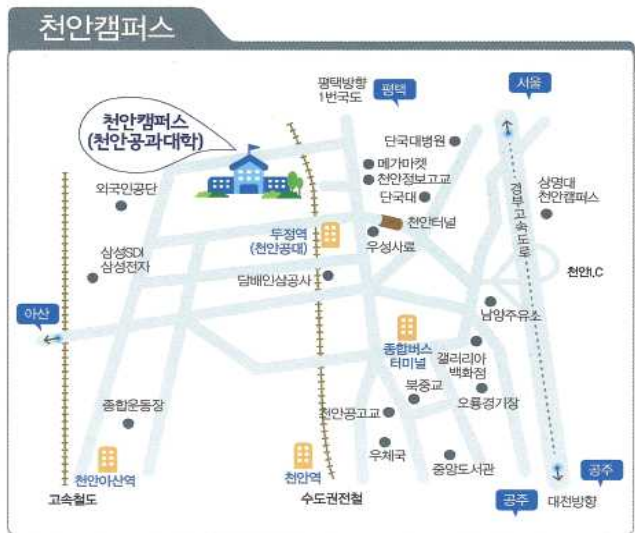 천안캠퍼스
평택방향
1번국도
평택
서울
천안캠퍼스
(천안공과대학)
단국대병원
메가마켓
천안정보고교
단국대
외국인공단
경부고속도로
상명대
천안캠퍼스
천안터널
두정역
(천안공대)
우성사료
삼성SDI
삼성전자
담배인삼공사
천안I.C
아산
남양주유소
종합버스
터미널
갤러리아
백화점
북중교
오룡경기장
종합운동장
천안공고교
우체국
중앙도서관
천안아산역
천안역
고속철도
수도권전철
공주
공주
대전방향